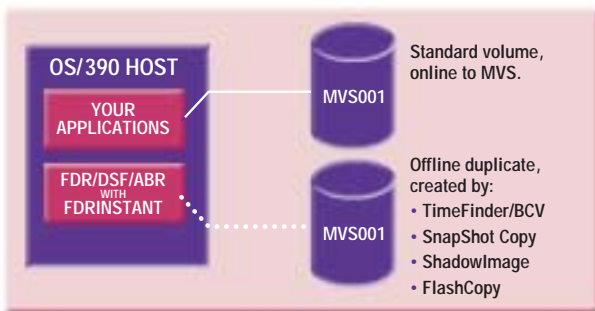 OS/390 HOST
YOUR
APPLICATIONS
FDR/DSF/ABR
WITH
FDRINSTANT
MVS001
Standard volume,
online to MVS.
MVS001
Offline duplicate,
created by:
• TimeFinder/BCV
• SnapShot Copy
• ShadowImage
• FlashCopy